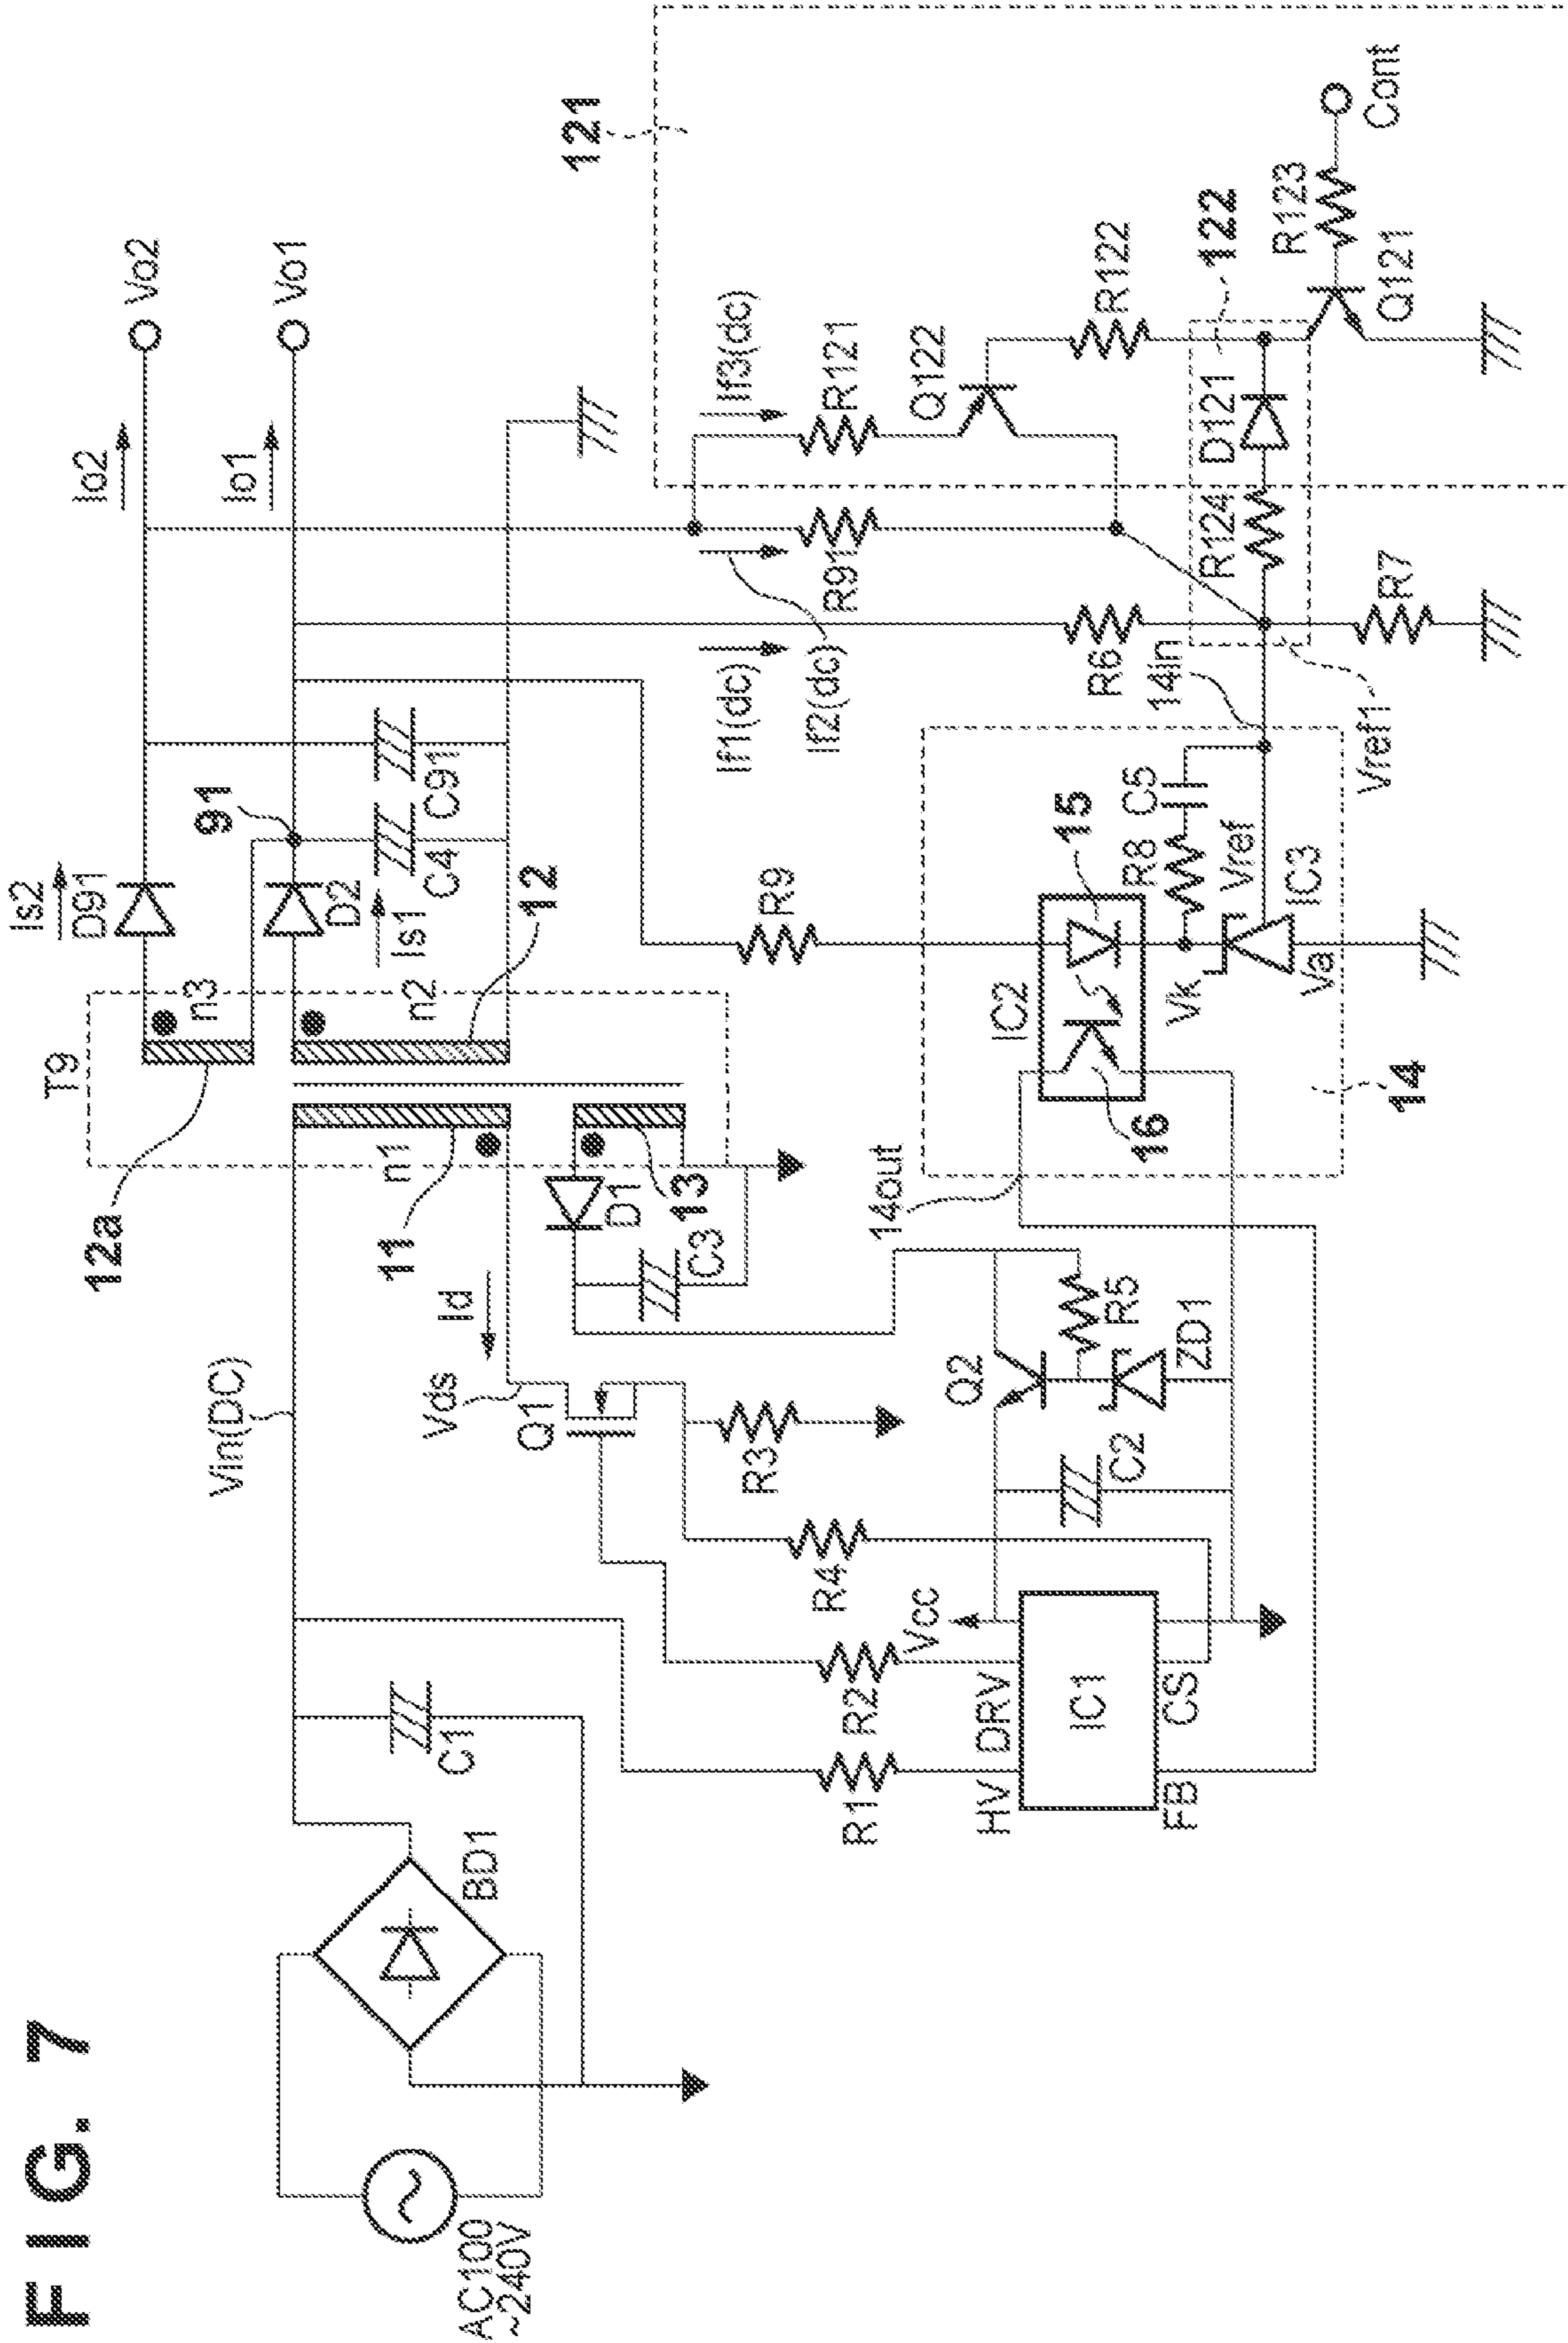 FIG. 7
AC100
~240V
BD1
C1
Vin(DC)
12a
T9
n3
n1
n2
11
12
13
Is2
D91
D2
Is1
91
C4
C91
Io2
Io1
Vo2
Vo1
Id
Vds
Q1
D1
C3
R3
R4
R1
R2
Vcc
HV
DRV
IC1
FB
CS
C2
Q2
R5
ZD1
14out
IC2
15
16
R9
R8
C5
Vk
Vref
Va
IC3
14
14in
Vref1
If1(dc)
If2(dc)
If3(dc)
R6
R7
R91
R121
Q122
R122
R124
D121
122
121
R123
Q121
Cont